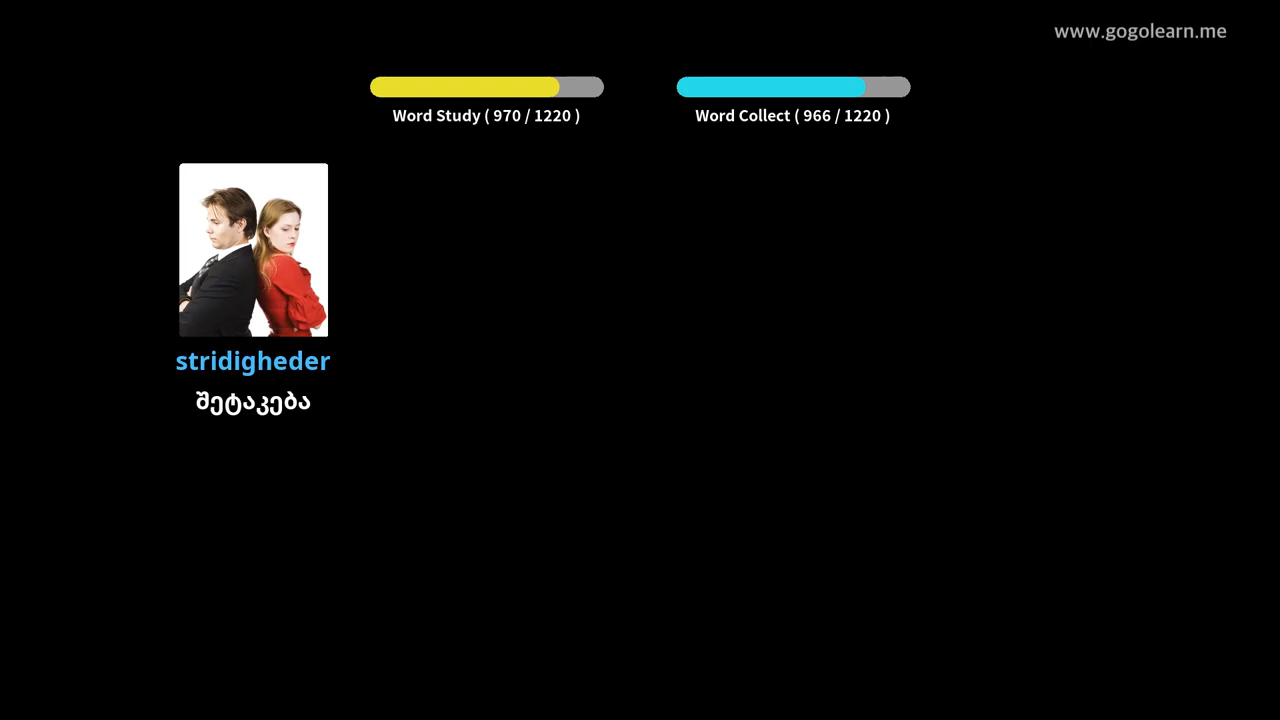 www.gogolearn.me
Word Study ( 970 / 1220 )
Word Collect ( 966 / 1220 )
stridigheder
შეტაკება